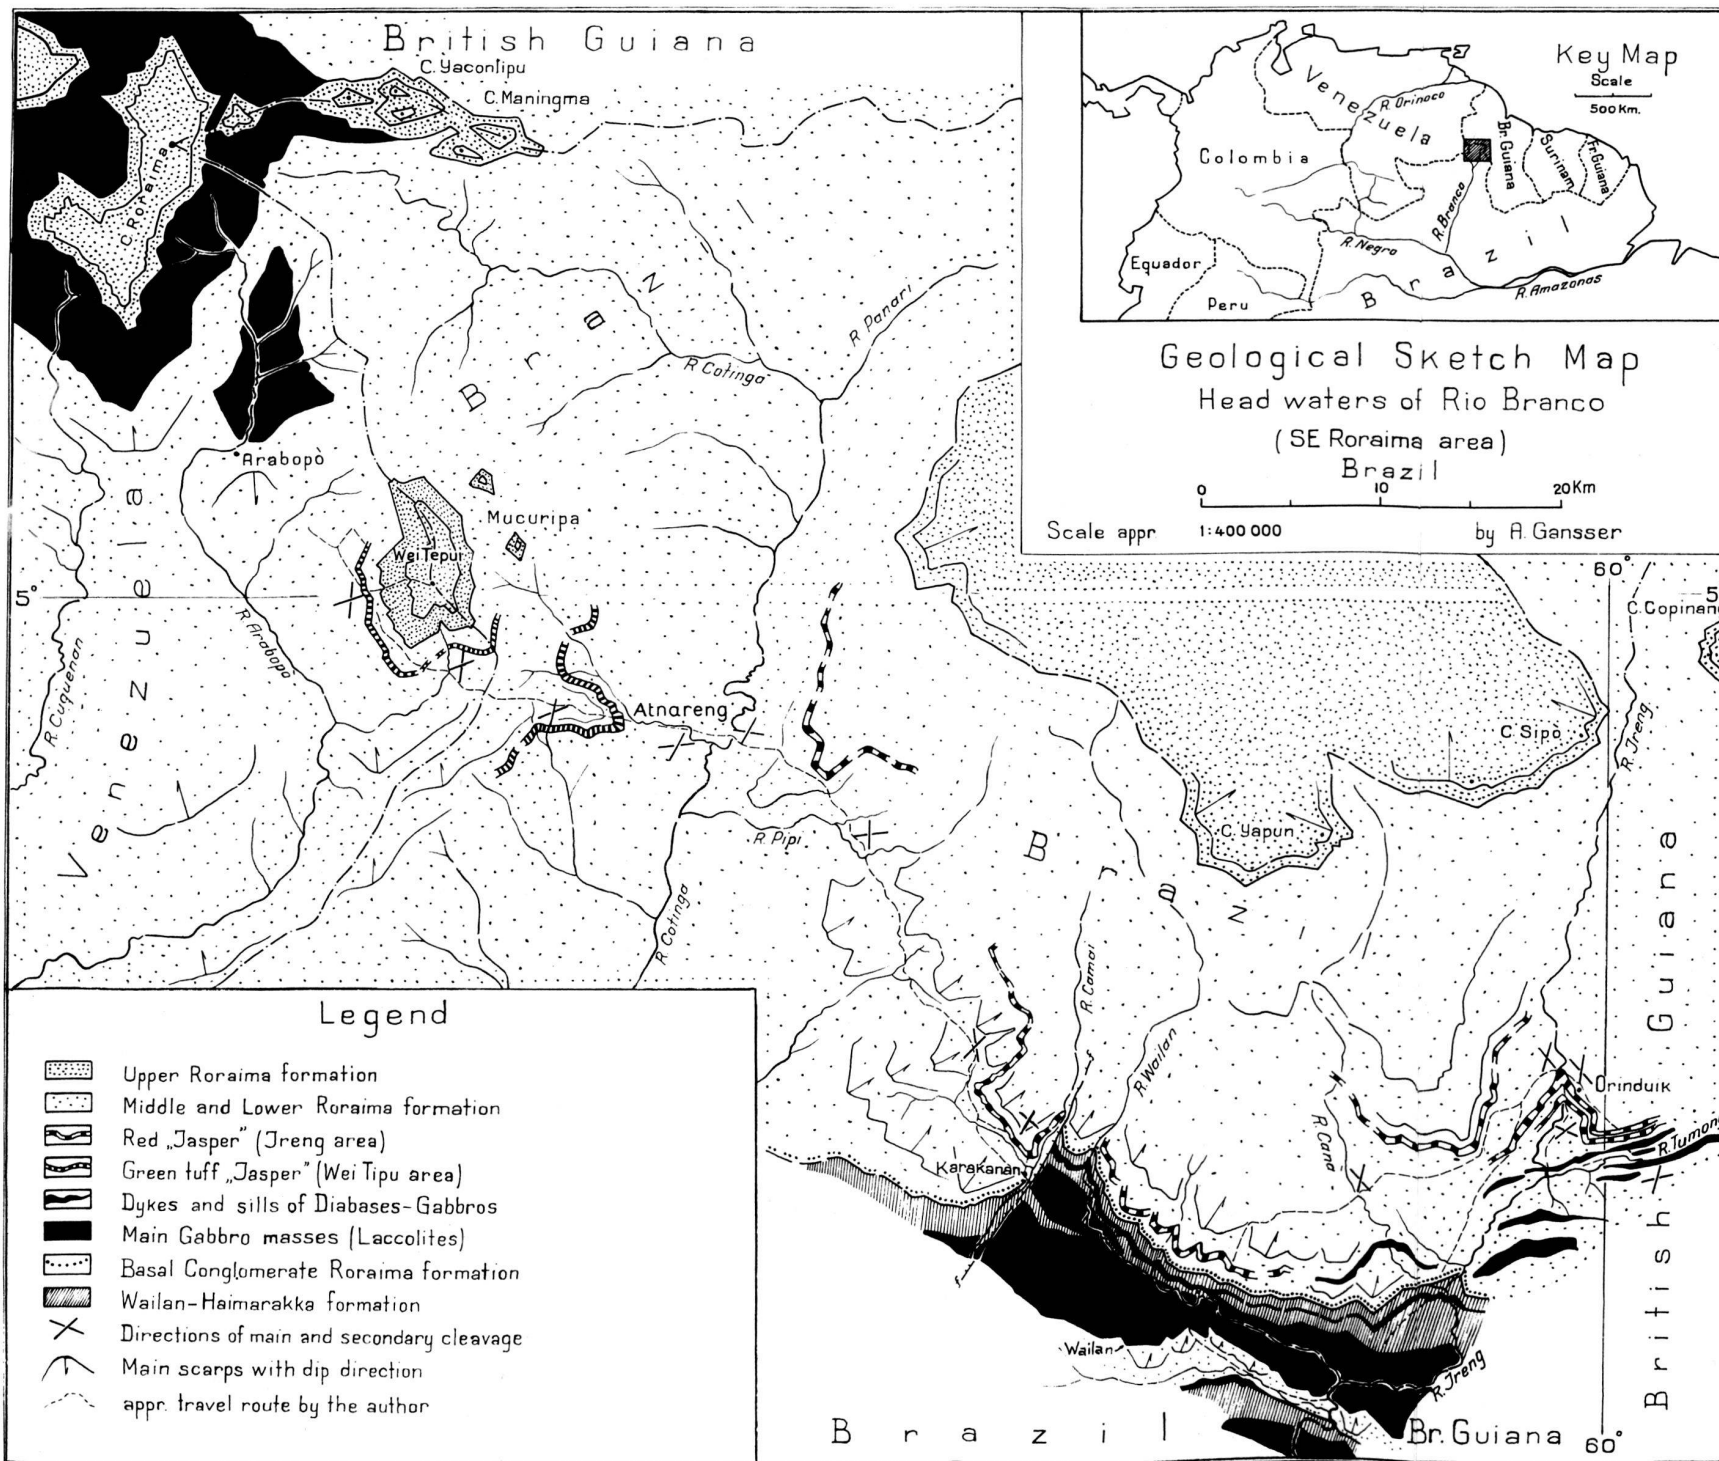 British Guiana
C. Yacontipu
C. Maningma
C. Roraima
Brazil
R. Panari
R. Cotinga
Arabopò
Mucuripa
Wei Tepui
5°
Venezuela
R. Cuquenan
R. Arabopo
Atnareng
R. Pipi
R. Cotinga
Key Map
Scale
500 Km.
Venezuela
R. Orinoco
Br. Guiana
Surinam
Fr. Guiana
Colombia
R. Branco
R. Negro
Equador
Peru
Brazil
R. Amazonas
Geological Sketch Map
Head waters of Rio Branco
(SE Roraima area)
Brazil
0 10 20 Km
Scale appr 1:400 000 by A. Gansser
60°
5
C. Copinang
C. Sipò
R. Jreng
C. Yapun
Brazil
R. Camai
R. Wailan
R. Canà
Orinduik
R. Tumong
Karakanan
f
f
Wailan
R. Jreng
British Guiana
Brazil
Br. Guiana 60°
Legend
Upper Roraima formation
Middle and Lower Roraima formation
Red „Jasper" (Jreng area)
Green tuff „Jasper" (Wei Tipu area)
Dykes and sills of Diabases-Gabbros
Main Gabbro masses (Laccolites)
Basal Conglomerate Roraima formation
Wailan-Haimarakka formation
Directions of main and secondary cleavage
Main scarps with dip direction
appr. travel route by the author